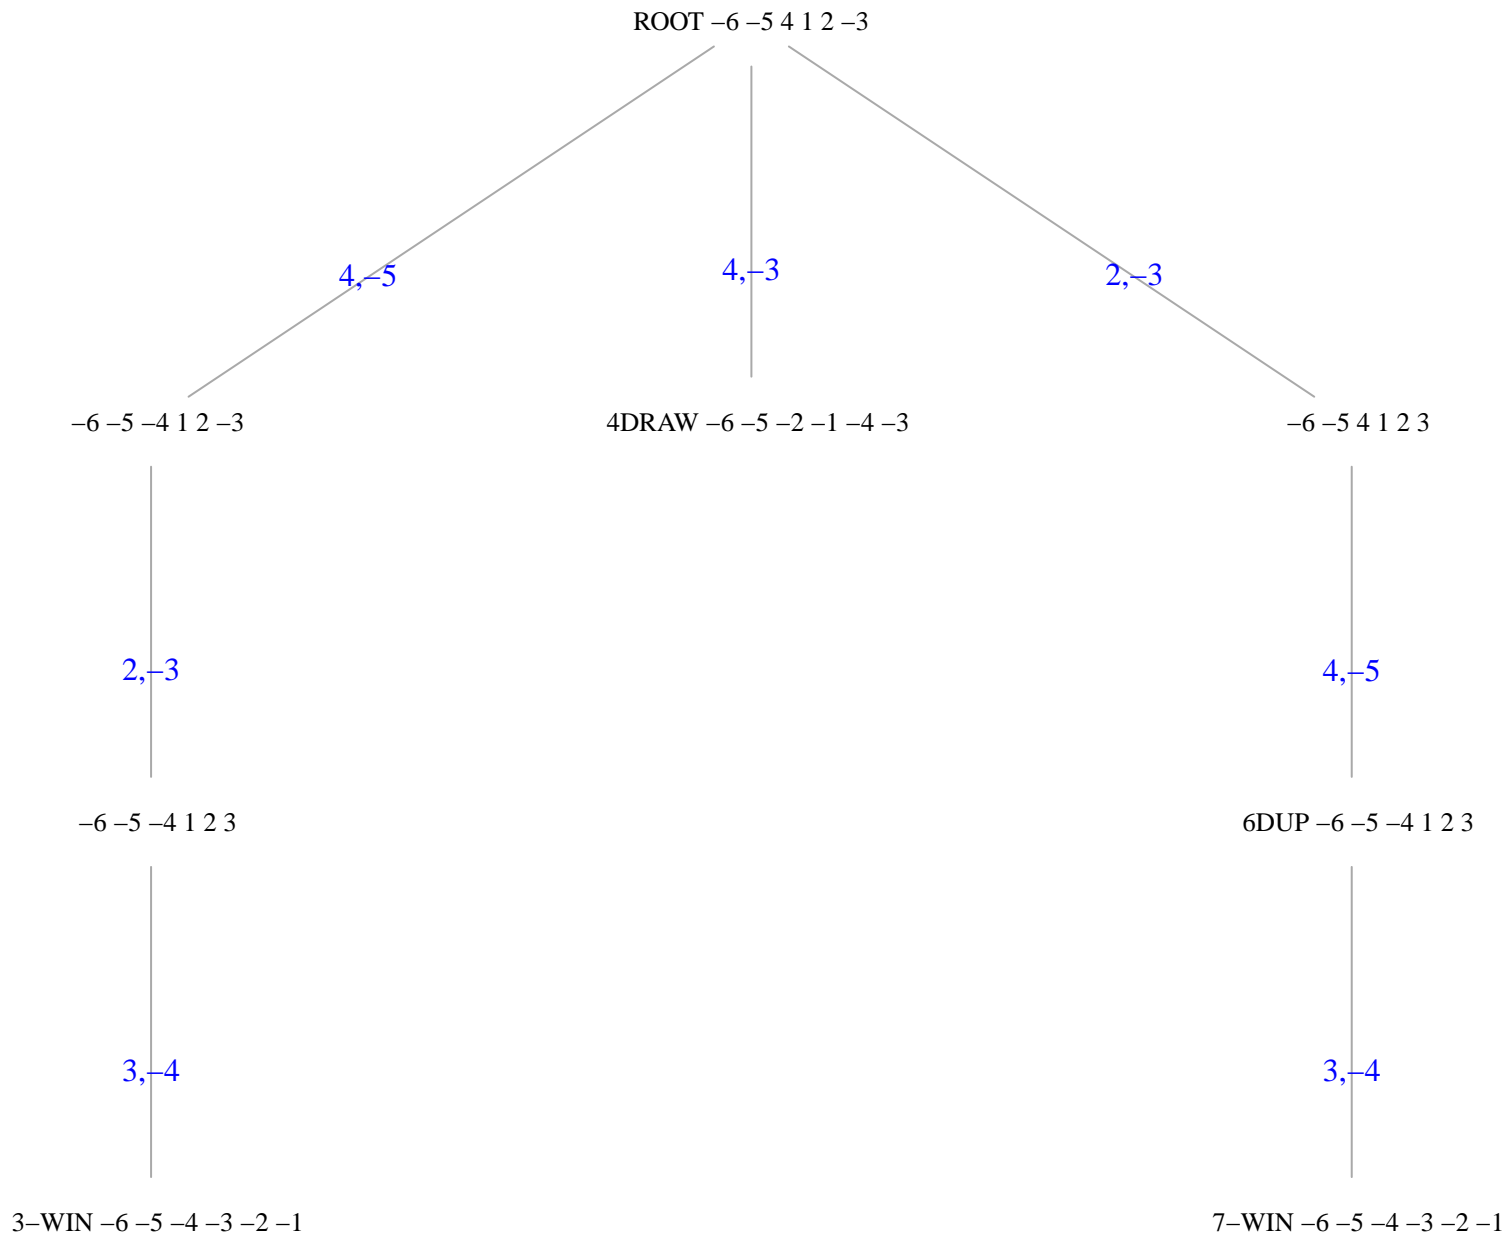 ROOT –6 –5 4 1 2 –3
4,–5
4,–3
2,–3
–6 –5 –4 1 2 –3
4DRAW –6 –5 –2 –1 –4 –3
–6 –5 4 1 2 3
2,–3
4,–5
–6 –5 –4 1 2 3
6DUP –6 –5 –4 1 2 3
3,–4
3,–4
3–WIN –6 –5 –4 –3 –2 –1
7–WIN –6 –5 –4 –3 –2 –1